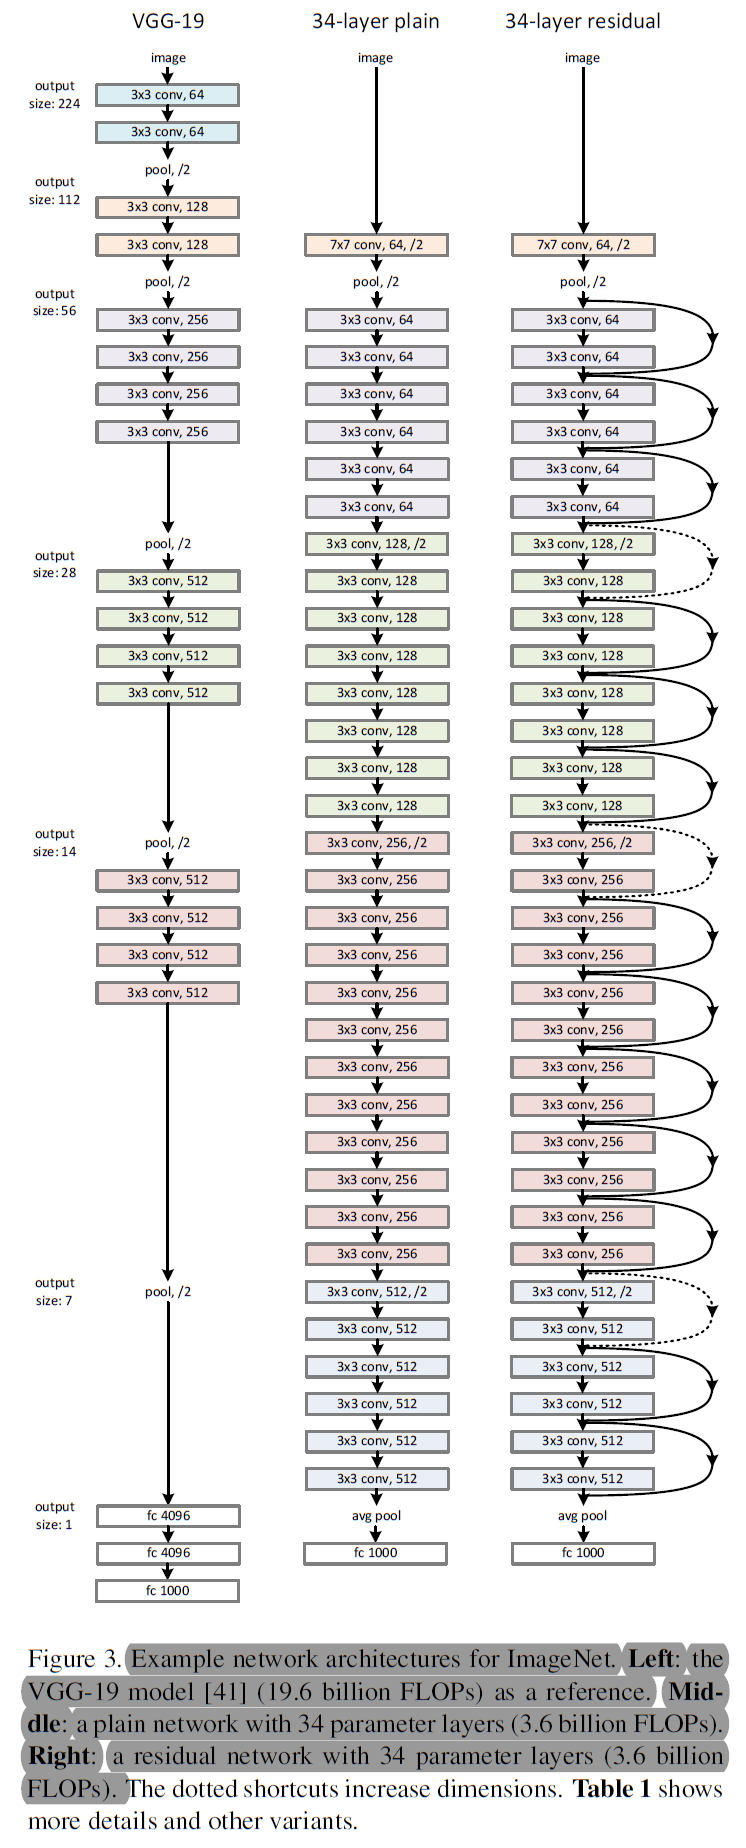 VGG-19
image
output
size: 224
3x3 conv, 64
3x3 conv, 64
pool, /2
output
size: 112
3x3 conv, 128
3x3 conv, 128
pool, /2
output
size: 56
3x3 conv, 256
3x3 conv, 256
3x3 conv, 256
3x3 conv, 256
pool, /2
output
size: 28
3x3 conv, 512
3x3 conv, 512
3x3 conv, 512
3x3 conv, 512
pool, /2
output
size: 14
3x3 conv, 512
3x3 conv, 512
3x3 conv, 512
3x3 conv, 512
pool, /2
output
size: 7
output
size: 1
fc 4096
fc 4096
fc 1000
34-layer plain
image
7x7 conv, 64, /2
pool, /2
3x3 conv, 64
3x3 conv, 64
3x3 conv, 64
3x3 conv, 64
3x3 conv, 64
3x3 conv, 64
3x3 conv, 128, /2
3x3 conv, 128
3x3 conv, 128
3x3 conv, 128
3x3 conv, 128
3x3 conv, 128
3x3 conv, 128
3x3 conv, 128
3x3 conv, 256, /2
3x3 conv, 256
3x3 conv, 256
3x3 conv, 256
3x3 conv, 256
3x3 conv, 256
3x3 conv, 256
3x3 conv, 256
3x3 conv, 256
3x3 conv, 256
3x3 conv, 256
3x3 conv, 256
3x3 conv, 512, /2
3x3 conv, 512
3x3 conv, 512
3x3 conv, 512
3x3 conv, 512
3x3 conv, 512
avg pool
fc 1000
34-layer residual
image
7x7 conv, 64, /2
pool, /2
3x3 conv, 64
3x3 conv, 64
3x3 conv, 64
3x3 conv, 64
3x3 conv, 64
3x3 conv, 64
3x3 conv, 128, /2
3x3 conv, 128
3x3 conv, 128
3x3 conv, 128
3x3 conv, 128
3x3 conv, 128
3x3 conv, 128
3x3 conv, 128
3x3 conv, 256, /2
3x3 conv, 256
3x3 conv, 256
3x3 conv, 256
3x3 conv, 256
3x3 conv, 256
3x3 conv, 256
3x3 conv, 256
3x3 conv, 256
3x3 conv, 256
3x3 conv, 256
3x3 conv, 256
3x3 conv, 512, /2
3x3 conv, 512
3x3 conv, 512
3x3 conv, 512
3x3 conv, 512
3x3 conv, 512
avg pool
fc 1000
Figure 3. Example network architectures for ImageNet. Left: the
VGG-19 model [41] (19.6 billion FLOPs) as a reference. Mid-
dle: a plain network with 34 parameter layers (3.6 billion FLOPs).
Right: a residual network with 34 parameter layers (3.6 billion
FLOPs). The dotted shortcuts increase dimensions. Table 1 shows
more details and other variants.